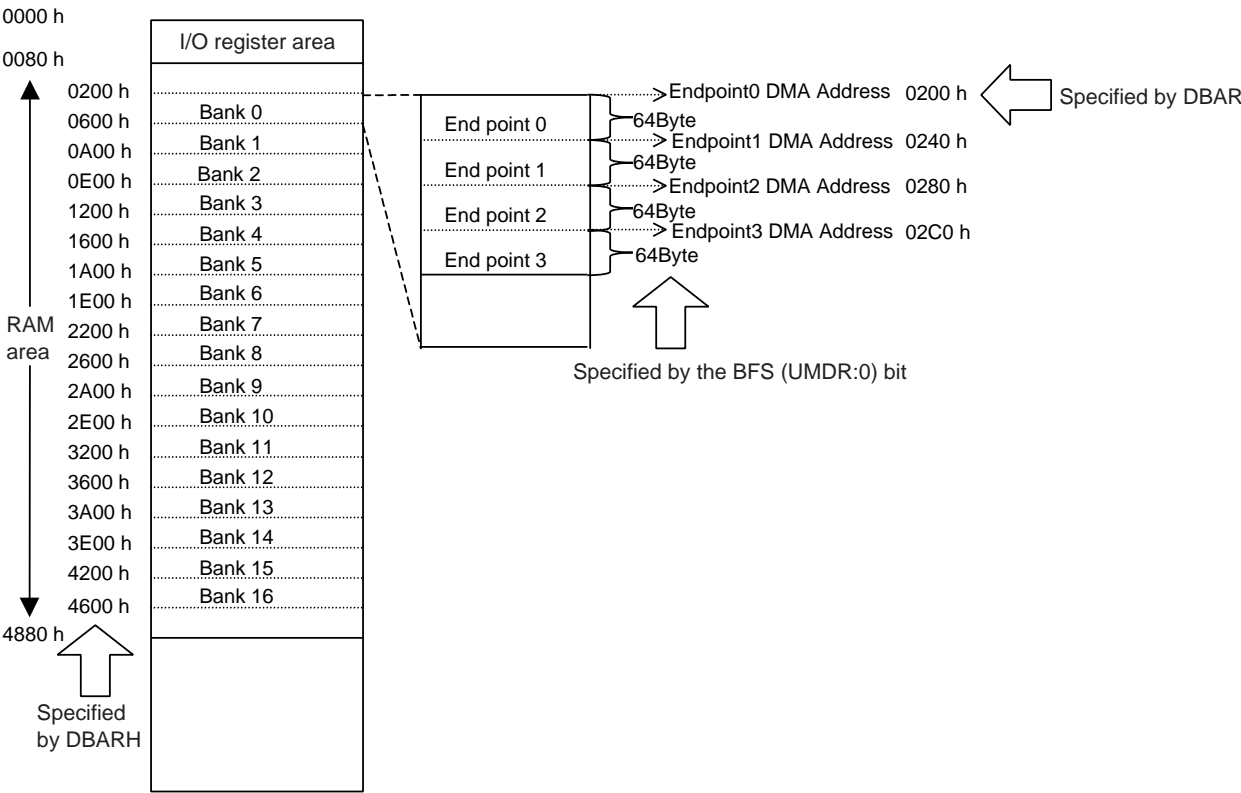 0000 h
I/O register area
0080 h
0200 h
Bank 0
0600 h
Bank 1
0A00 h
Bank 2
0E00 h
Bank 3
1200 h
Bank 4
1600 h
Bank 5
1A00 h
Bank 6
1E00 h
Bank 7
2200 h
Bank 8
2600 h
Bank 9
2A00 h
Bank 10
2E00 h
Bank 11
3200 h
Bank 12
3600 h
Bank 13
3A00 h
Bank 14
3E00 h
Bank 15
4200 h
Bank 16
4600 h
4880 h
RAM
area
Specified
by DBARH
Endpoint0 DMA Address 0200 h
Specified by DBAR
End point 0
64Byte
Endpoint1 DMA Address 0240 h
End point 1
64Byte
Endpoint2 DMA Address 0280 h
End point 2
64Byte
Endpoint3 DMA Address 02C0 h
End point 3
64Byte
Specified by the BFS (UMDR:0) bit